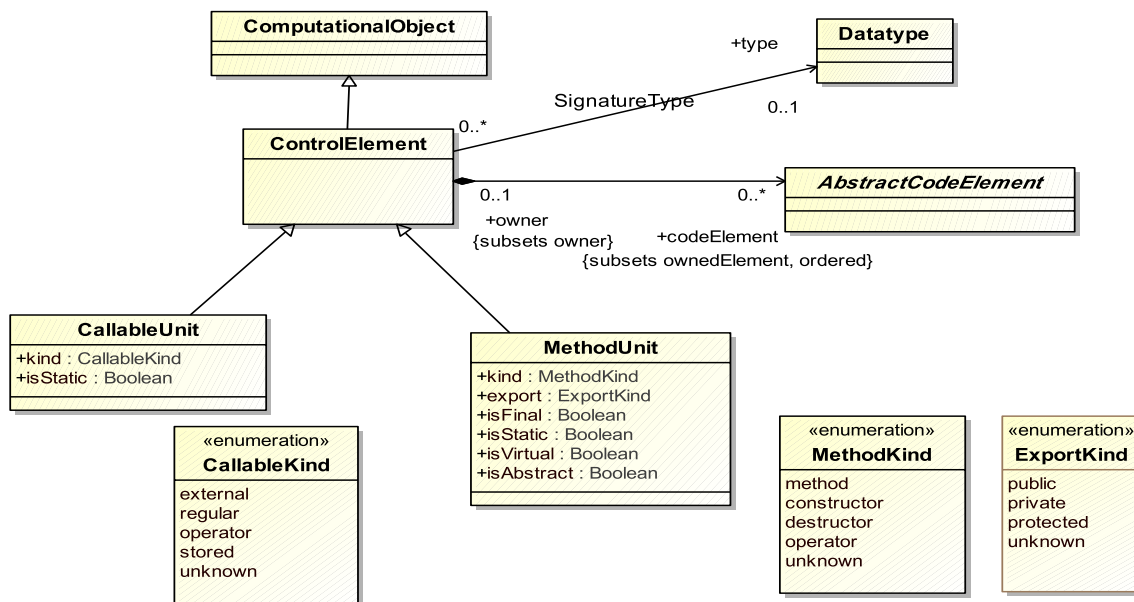 ComputationalObject
Datatype
+type
SignatureType
0..1
0..*
ControlElement
AbstractCodeElement
0..1
0..*
+owner
{subsets owner}
+codeElement
{subsets ownedElement, ordered}
CallableUnit
+kind : CallableKind
+isStatic : Boolean
MethodUnit
+kind : MethodKind
+export : ExportKind
+isFinal : Boolean
+isStatic : Boolean
+isVirtual : Boolean
+isAbstract : Boolean
«enumeration»
CallableKind
external
regular
operator
stored
unknown
«enumeration»
MethodKind
method
constructor
destructor
operator
unknown
«enumeration»
ExportKind
public
private
protected
unknown